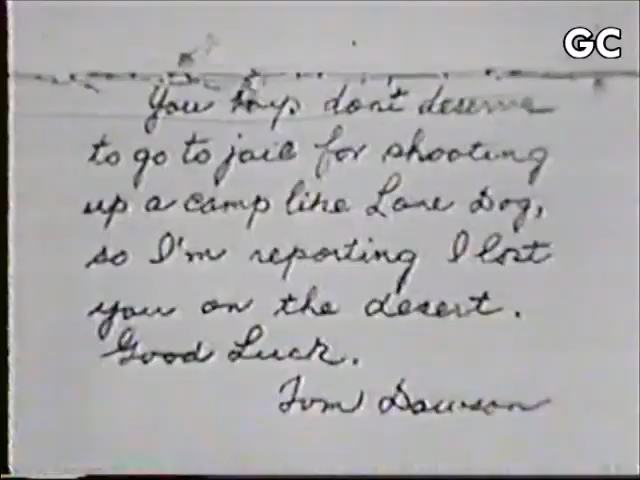 GC
You boys don't deserve
to go to jail for shooting
up a camp like Lone Dog,
so I'm reporting I lost
you on the desert.
Good Luck.
Tom Dawson